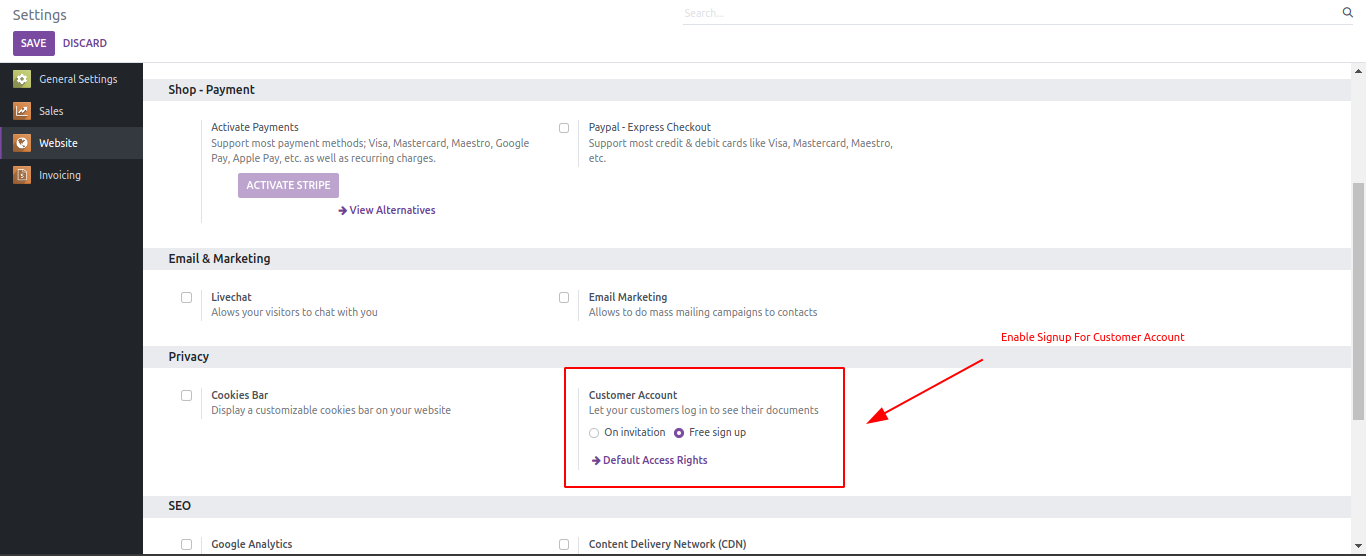 Settings
Search...
SAVE DISCARD
General Settings
Sales
Website
Invoicing
Shop - Payment
Activate Payments
Support most payment methods; Visa, Mastercard, Maestro, Google
Pay, Apple Pay, etc. as well as recurring charges.
ACTIVATE STRIPE
View Alternatives
Paypal - Express Checkout
Support most credit & debit cards like Visa, Mastercard, Maestro,
etc.
Email & Marketing
Livechat
Alows your visitors to chat with you
Email Marketing
Allows to do mass mailing campaigns to contacts
Enable Signup For Customer Account
Privacy
Cookies Bar
Display a customizable cookies bar on your website
Customer Account
Let your customers log in to see their documents
On invitation Free sign up
Default Access Rights
SEO
Google Analytics
Content Delivery Network (CDN)